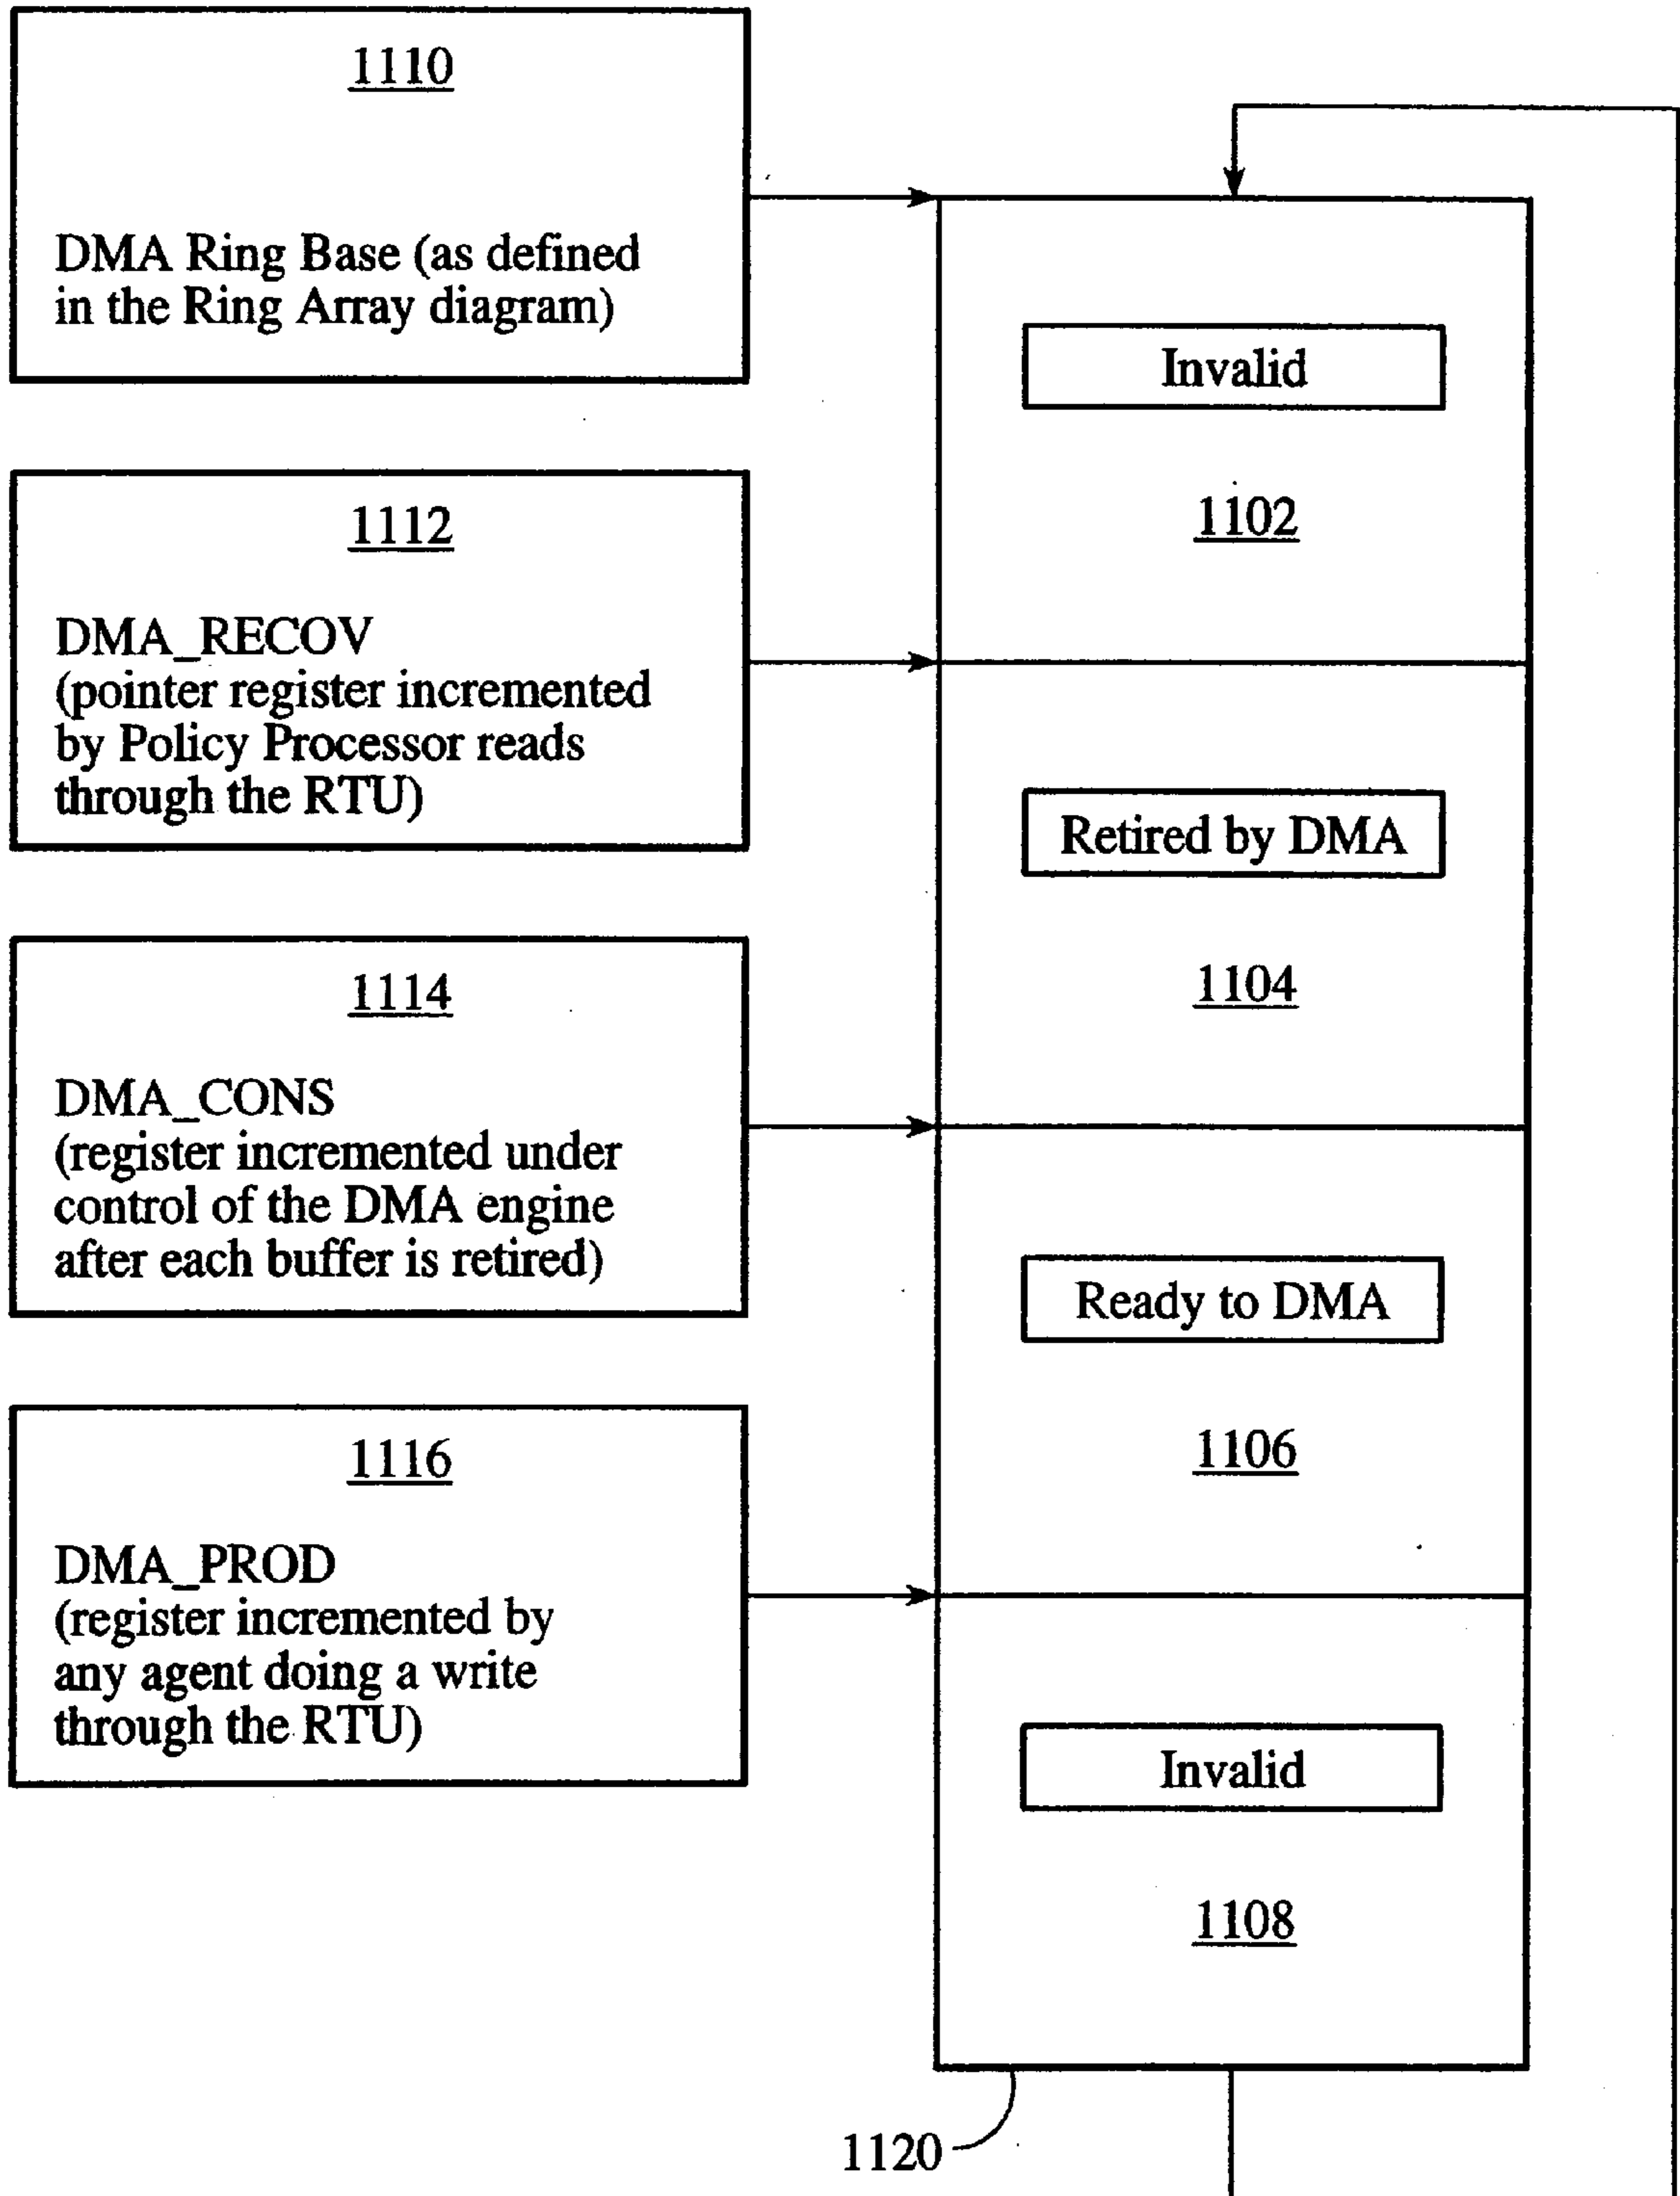 1110
DMA Ring Base (as defined
in the Ring Array diagram)
Invalid
1102
1112
DMA_RECOV
(pointer register incremented
by Policy Processor reads
through the RTU)
Retired by DMA
1104
1114
DMA_CONS
(register incremented under
control of the DMA engine
after each buffer is retired)
Ready to DMA
1106
1116
DMA_PROD
(register incremented by
any agent doing a write
through the RTU)
Invalid
1108
1120